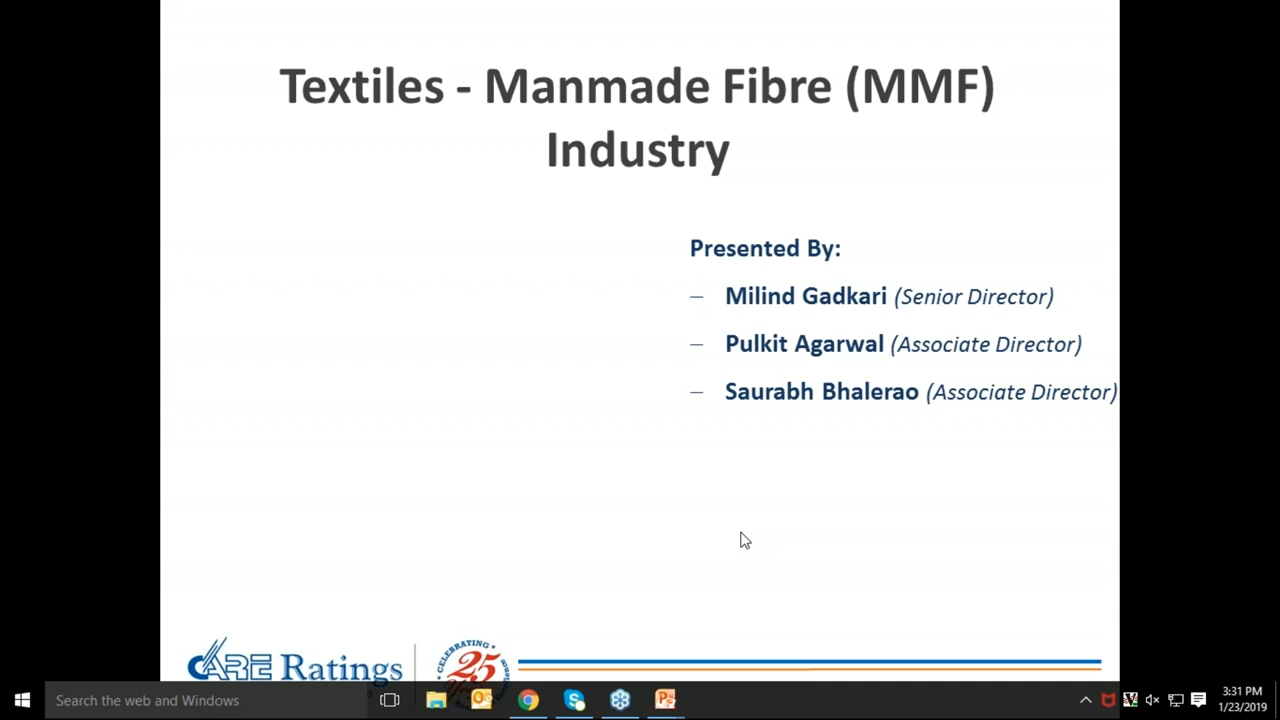 Textiles - Manmade Fibre (MMF)
Industry
Presented By:
– Milind Gadkari (Senior Director)
– Pulkit Agarwal (Associate Director)
– Saurabh Bhalerao (Associate Director)
CARE Ratings
CELEBRATING
25
Search the web and Windows
3:31 PM
1/23/2019